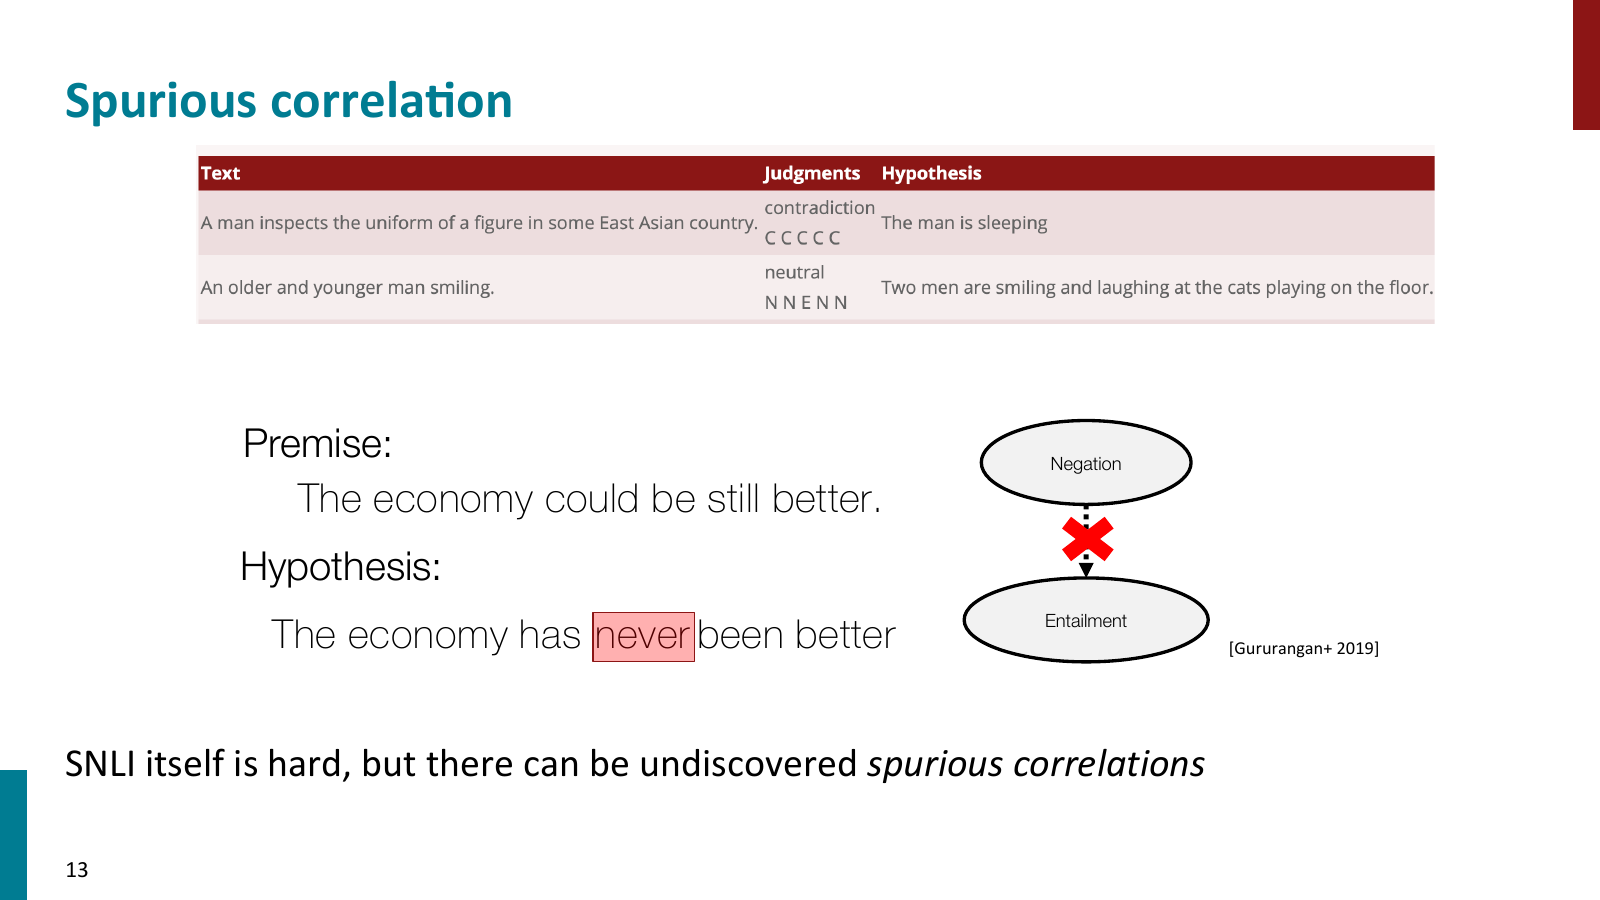 Spurious correlation
Text Judgments Hypothesis
A man inspects the uniform of a figure in some East Asian country. contradiction C C C C C The man is sleeping
An older and younger man smiling. neutral N N E N N Two men are smiling and laughing at the cats playing on the floor.
Premise:
The economy could be still better.
Hypothesis:
The economy has never been better
Negation
Entailment
[Gururangan+ 2019]
SNLI itself is hard, but there can be undiscovered spurious correlations
13